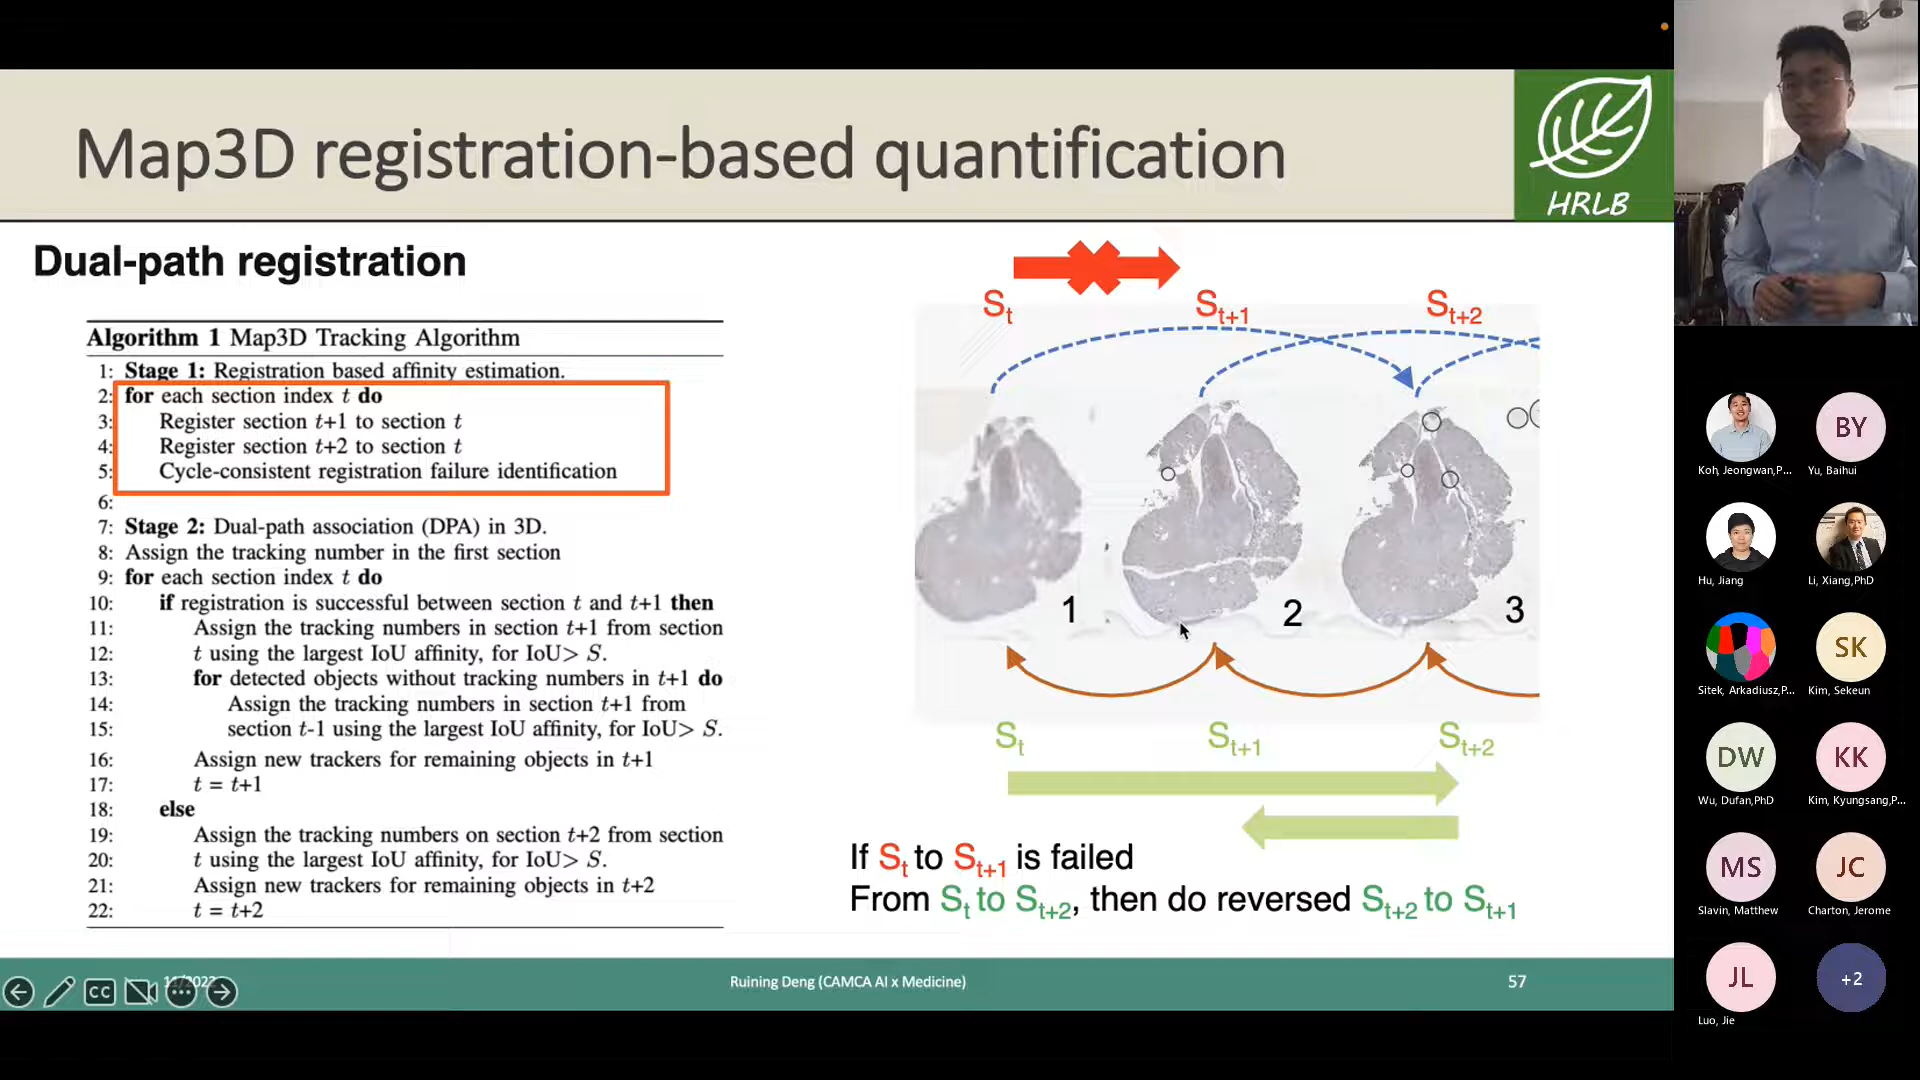 Map3D registration-based quantification
HRLB
Dual-path registration
Algorithm 1 Map3D Tracking Algorithm
1: Stage 1: Registration based affinity estimation.
2: for each section index t do
3: Register section t+1 to section t
4: Register section t+2 to section t
5: Cycle-consistent registration failure identification
6:
7: Stage 2: Dual-path association (DPA) in 3D.
8: Assign the tracking number in the first section
9: for each section index t do
10: if registration is successful between section t and t+1 then
11: Assign the tracking numbers in section t+1 from section
12: t using the largest IoU affinity, for IoU> S.
13: for detected objects without tracking numbers in t+1 do
14: Assign the tracking numbers in section t+1 from
15: section t-1 using the largest IoU affinity, for IoU> S.
16: Assign new trackers for remaining objects in t+1
17: t = t+1
18: else
19: Assign the tracking numbers on section t+2 from section
20: t using the largest IoU affinity, for IoU> S.
21: Assign new trackers for remaining objects in t+2
22: t = t+2
St St+1 St+2
1 2 3
St St+1 St+2
If St to St+1 is failed
From St to St+2, then do reversed St+2 to St+1
CC
11/2022
Ruining Deng (CAMCA AI x Medicine)
57
BY
Koh, Jeongwan,P... Yu, Baihui
Hu, Jiang Li, Xiang,PhD
SK
Sitek, Arkadiusz,P... Kim, Sekeun
DW KK
Wu, Dufan,PhD Kim, Kyungsang,P...
MS JC
Slavin, Matthew Charton, Jerome
JL +2
Luo, Jie